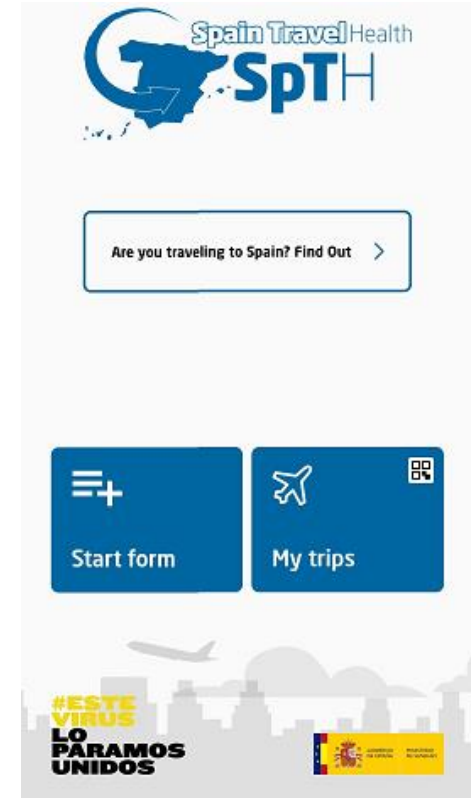 Spain Travel Health
SpTH
Are you traveling to Spain? Find Out
Start form
My trips
#ESTE
VIRUS
LO
PARAMOS
UNIDOS